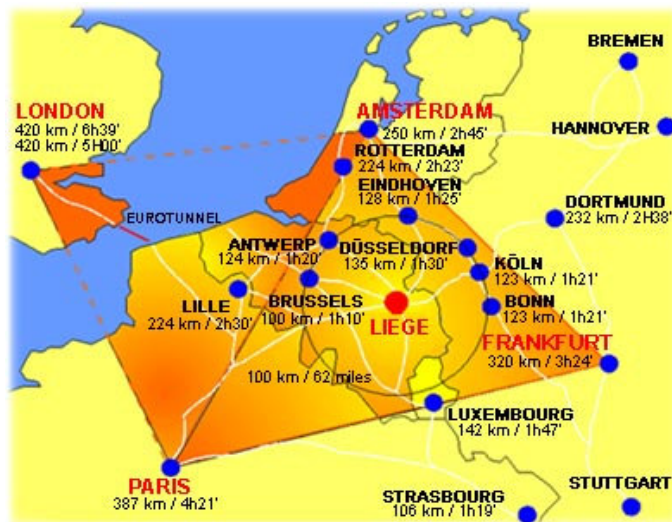 BREMEN
LONDON
420 km / 6h39'
420 km / 5H00'
AMSTERDAM
250 km / 2H45'
HANNOVER
ROTTERDAM
224 km / 2h23'
EINDHOVEN
128 km / 1h25'
DORTMUND
232 km / 2H38'
EUROTUNNEL
ANTWERP
124 km / 1h20'
DÜSSELDORF
135 km / 1h30'
KÖLN
123 km / 1h21'
LILLE
224 km / 2h30'
BRUSSELS
100 km / 1h10'
LIEGE
BONN
123 km / 1h21'
FRANKFURT
320 km / 3h24'
100 km / 62 miles
LUXEMBOURG
142 km / 1h47'
PARIS
387 km / 4h21'
STRASBOURG
106 km / 1h19'
STUTTGART